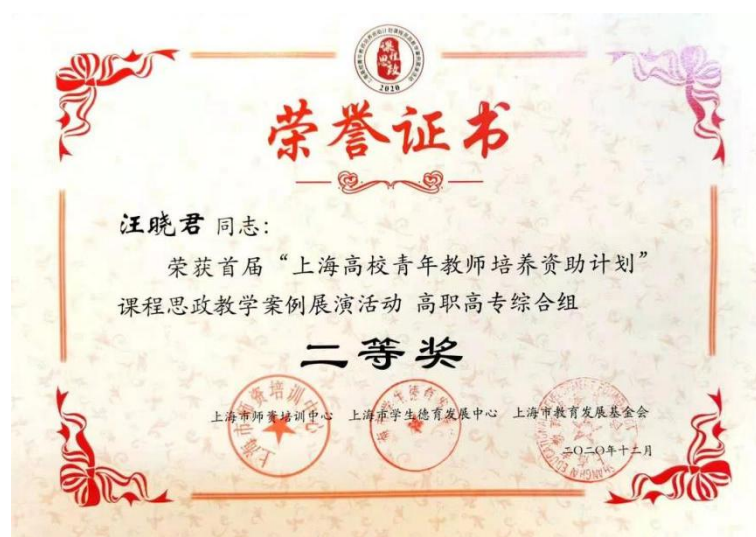 课程思政
2020
荣誉证书
汪晓君 同志:
荣获首届“上海高校青年教师培养资助计划”
课程思政教学案例展演活动 高职高专综合组
二等奖
上海市师资培训中心 上海市学生德育发展中心 上海市教育发展基金会
二〇二〇年十二月